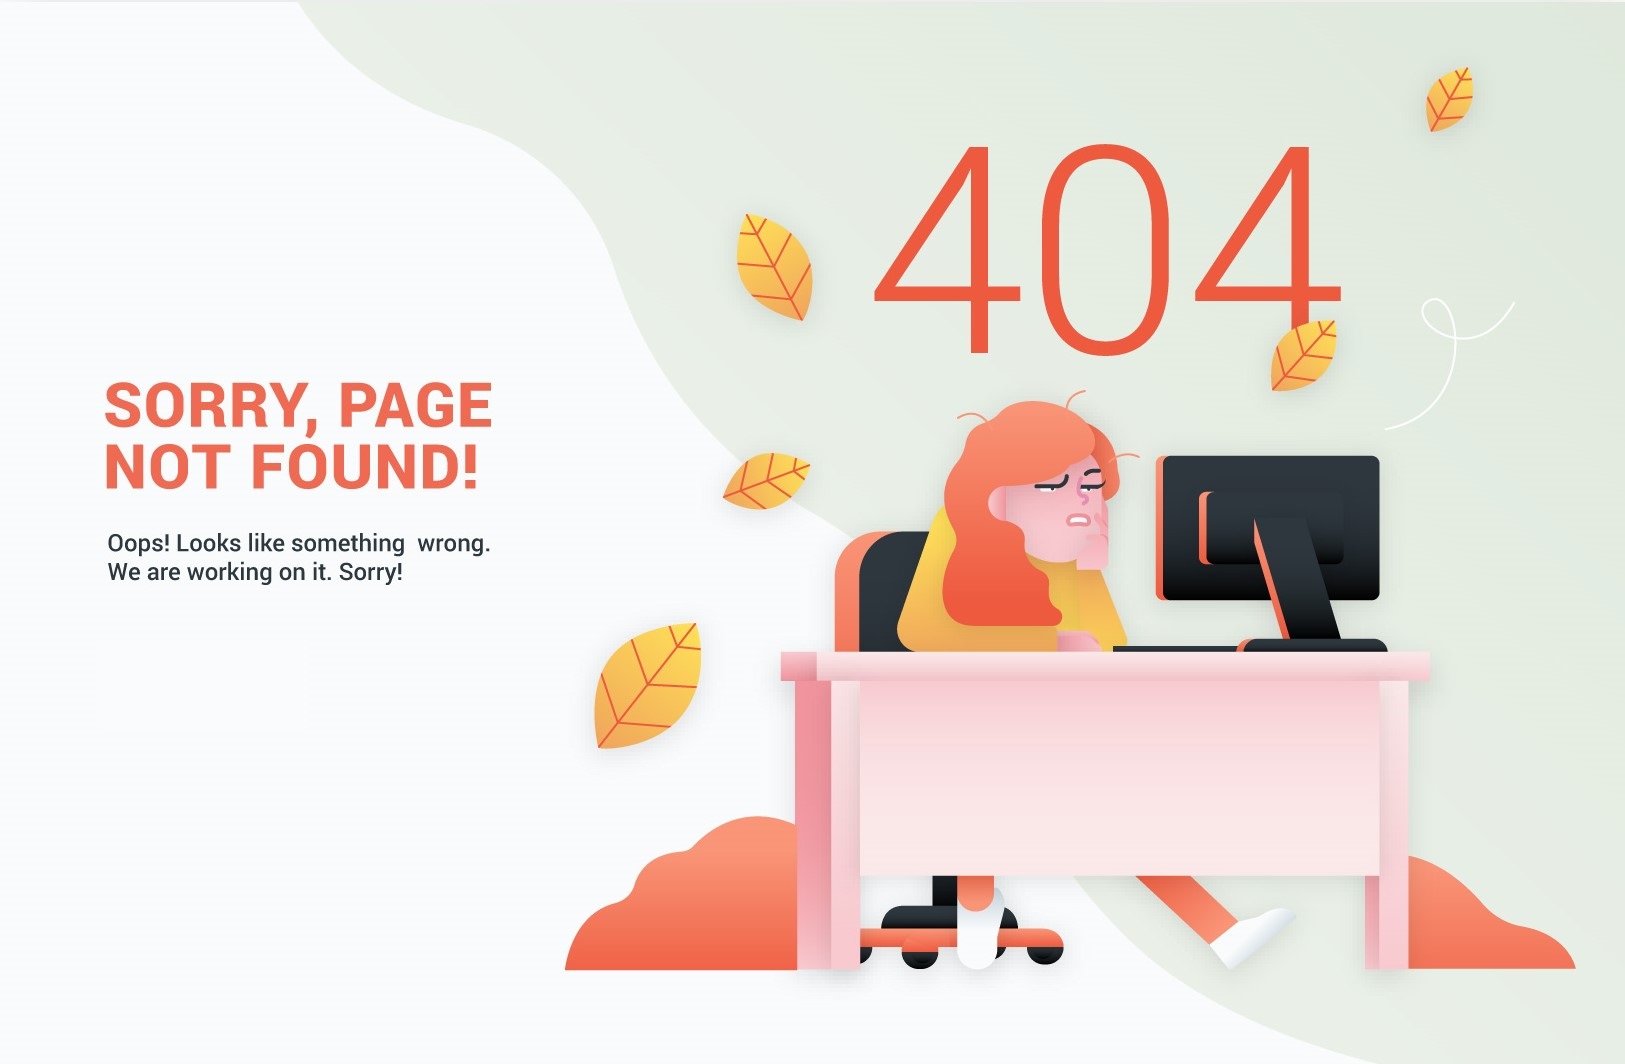 404
SORRY, PAGE
NOT FOUND!
Oops! Looks like something  wrong.
We are working on it. Sorry!